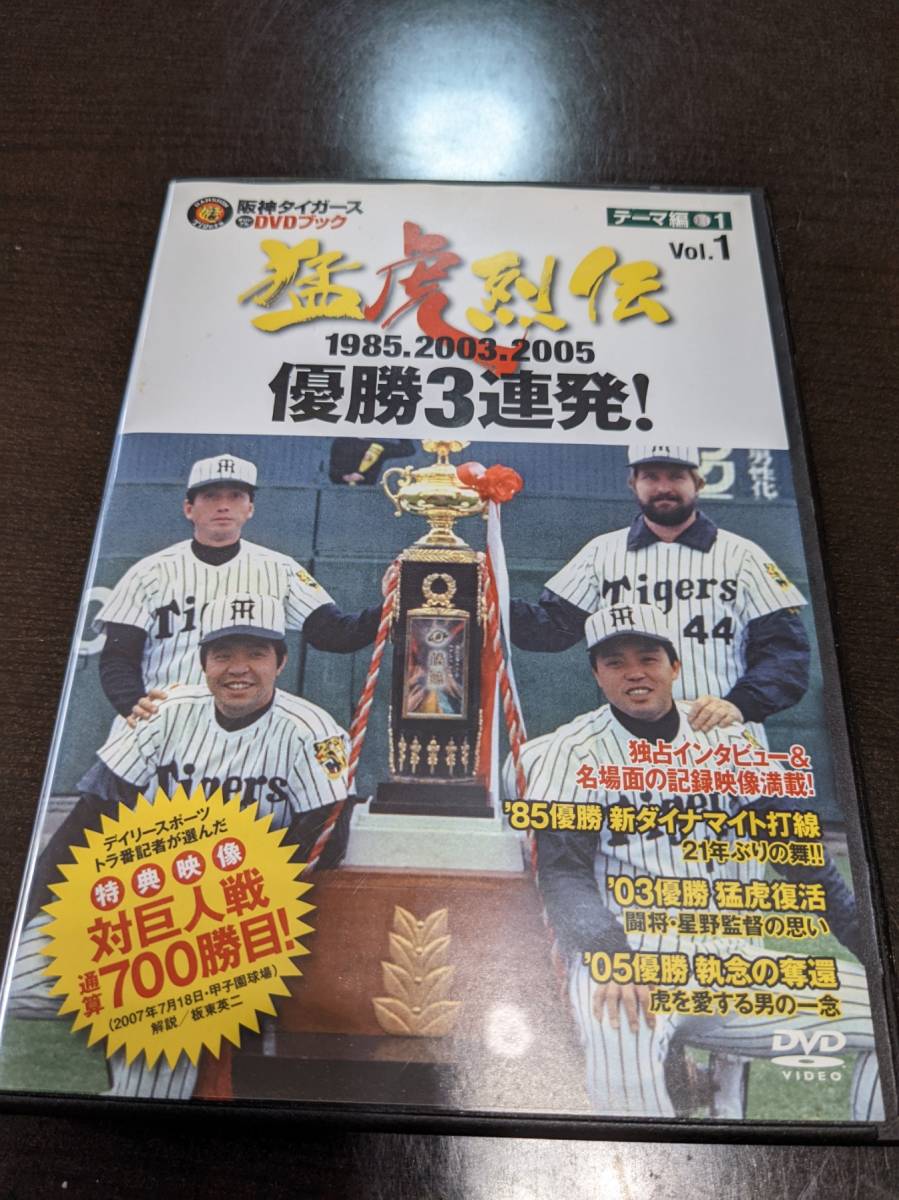 阪神タイガース
DVDブック
テーマ編 1
Vol.1
猛虎烈伝
1985.2003.2005
優勝3連発!
Tigers
Tigers
44
Tigers
独占インタビュー&
名場面の記録映像満載!
'85優勝 新ダイナマイト打線
21年ぶりの舞!!
'03優勝 猛虎復活
闘将・星野監督の思い
'05優勝 執念の奪還
虎を愛する男の一念
デイリースポーツ
トラ番記者が選んだ
特典映像
対巨人戦
通算700勝目!
(2007年7月18日・甲子園球場)
解説/板東英二
DVD
VIDEO